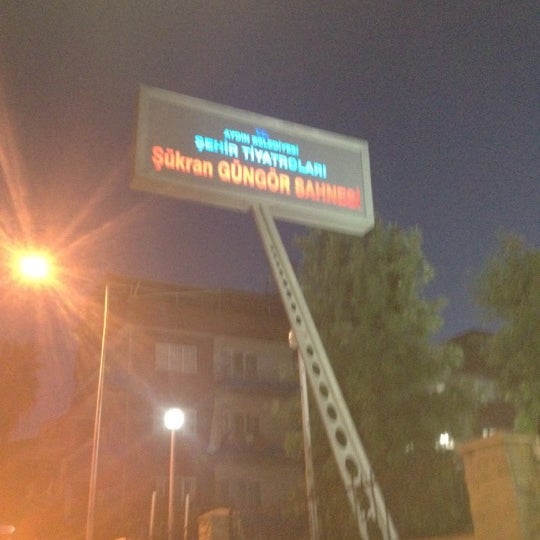 AYDIN BELEDİYESİ
ŞEHİR TİYATROLARI
Şükran GÜNGÖR SAHNESİ